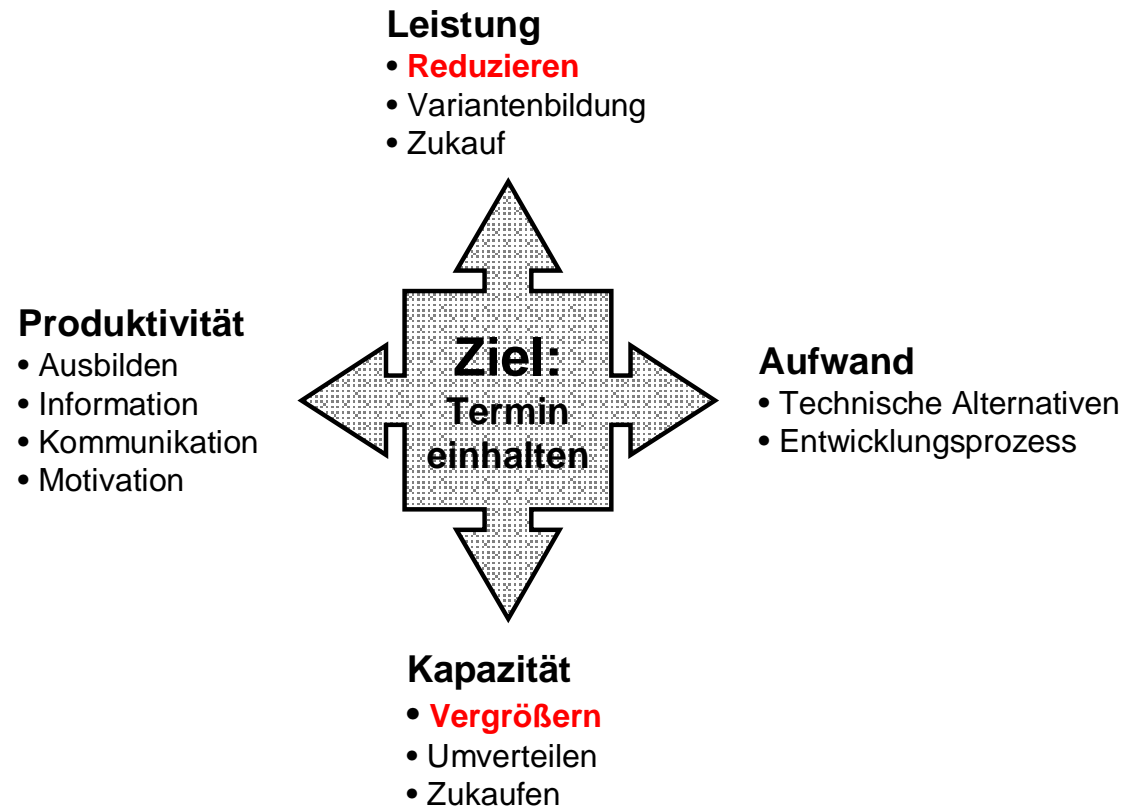 Leistung
• Reduzieren
• Variantenbildung
• Zukauf
Produktivität
• Ausbilden
• Information
• Kommunikation
• Motivation
Ziel:
Termin
einhalten
Aufwand
• Technische Alternativen
• Entwicklungsprozess
Kapazität
• Vergrößern
• Umverteilen
• Zukaufen